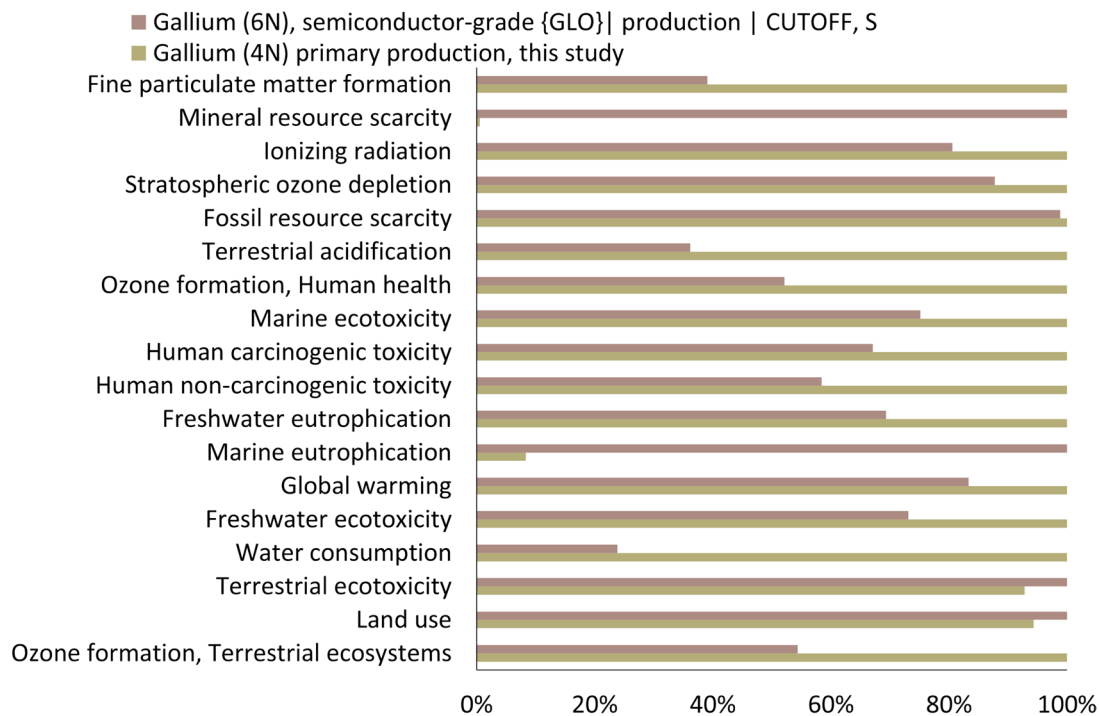 Gallium (6N), semiconductor-grade {GLO}| production | CUTOFF, S
Gallium (4N) primary production, this study
Fine particulate matter formation
Mineral resource scarcity
Ionizing radiation
Stratospheric ozone depletion
Fossil resource scarcity
Terrestrial acidification
Ozone formation, Human health
Marine ecotoxicity
Human carcinogenic toxicity
Human non-carcinogenic toxicity
Freshwater eutrophication
Marine eutrophication
Global warming
Freshwater ecotoxicity
Water consumption
Terrestrial ecotoxicity
Land use
Ozone formation, Terrestrial ecosystems
0% 20% 40% 60% 80% 100%